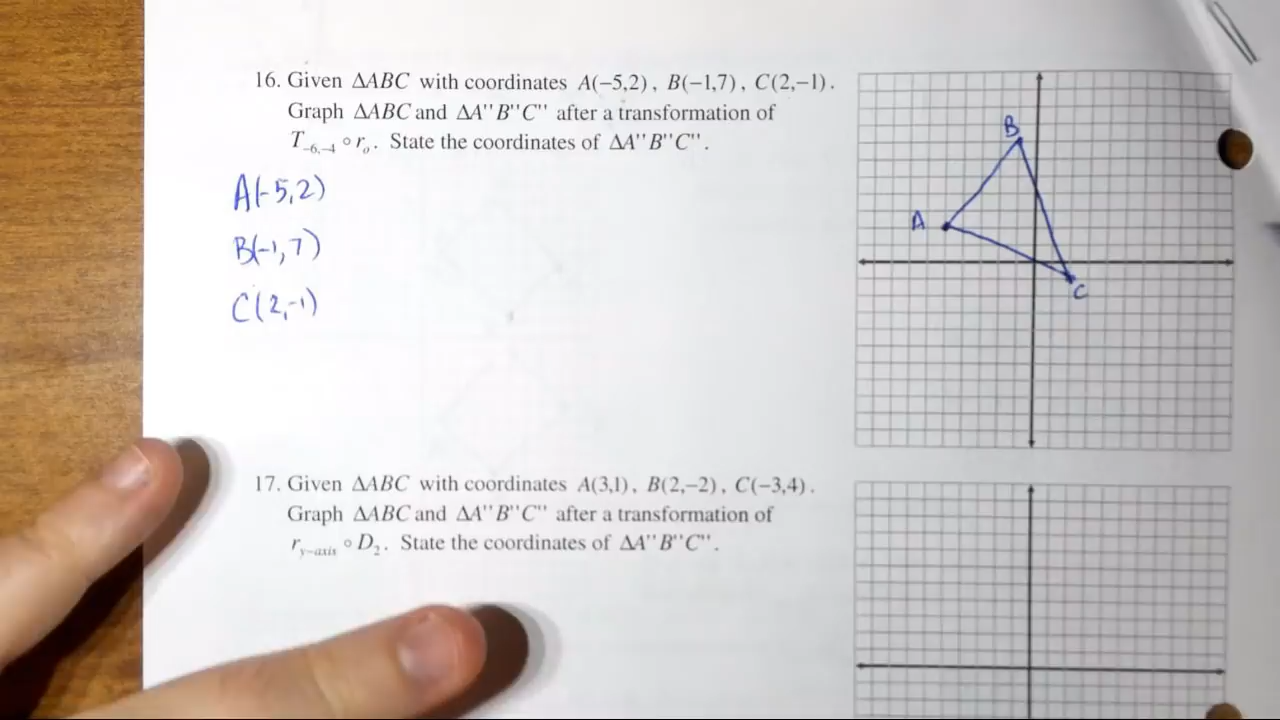 16. Given ΔABC with coordinates A(−5,2), B(−1,7), C(2,−1).
Graph ΔABC and ΔA''B''C'' after a transformation of
T₋₆,₋₄ ∘ rₒ. State the coordinates of ΔA''B''C''.
A(-5,2)
B(-1,7)
C(2,-1)
B
A
C
17. Given ΔABC with coordinates A(3,1), B(2,−2), C(−3,4).
Graph ΔABC and ΔA''B''C'' after a transformation of
r_y−axis ∘ D₂. State the coordinates of ΔA''B''C''.